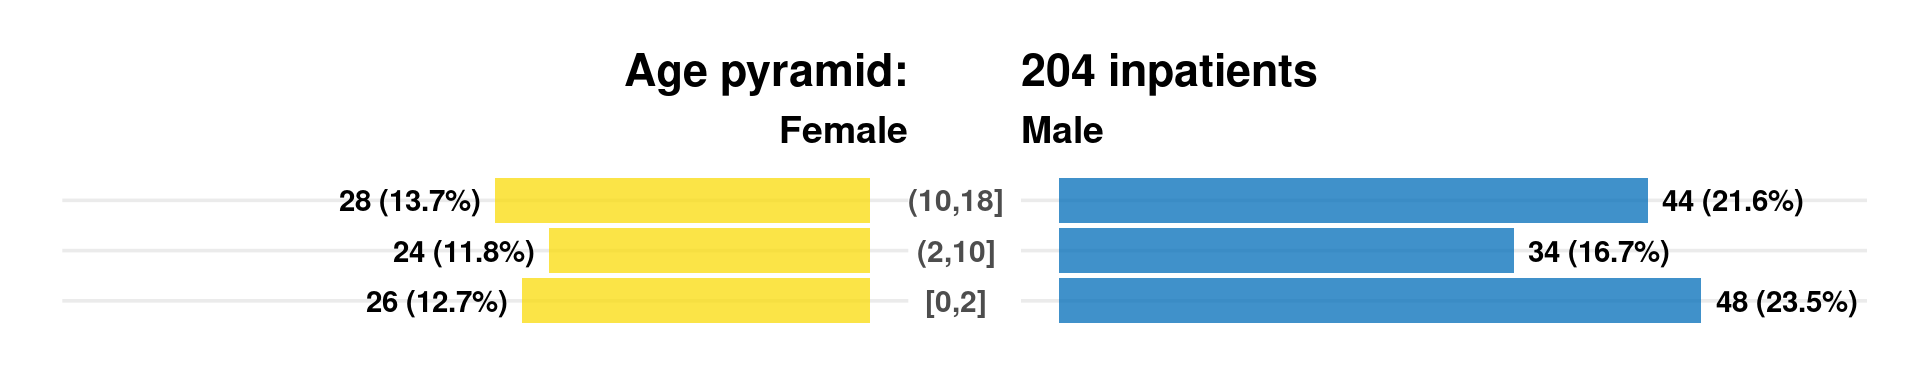 Age pyramid: 204 inpatients
Female Male
28 (13.7%) (10,18] 44 (21.6%)
24 (11.8%) (2,10] 34 (16.7%)
26 (12.7%) [0,2] 48 (23.5%)